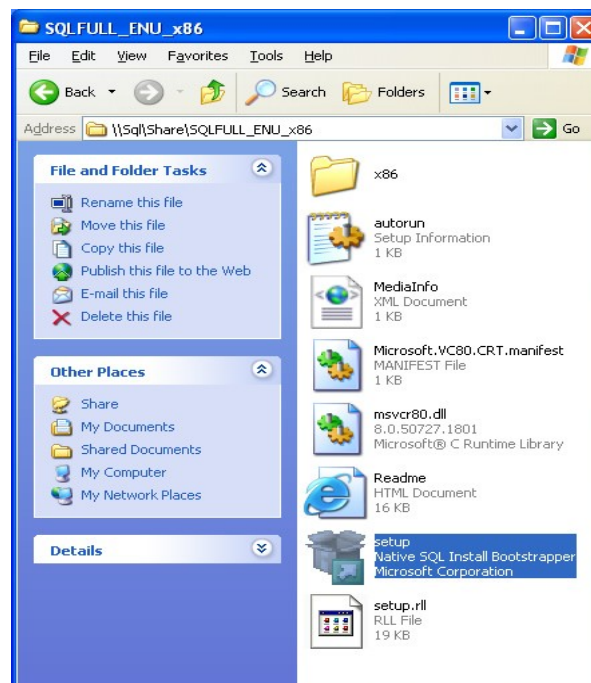 SQLFULL_ENU_x86
File Edit View Favorites Tools Help
Back Search Folders
Address \\Sql\Share\SQLFULL_ENU_x86 Go
File and Folder Tasks
Rename this file
Move this file
Copy this file
Publish this file to the Web
E-mail this file
Delete this file
Other Places
Share
My Documents
Shared Documents
My Computer
My Network Places
Details
x86
autorun
Setup Information
1 KB
MediaInfo
XML Document
1 KB
Microsoft.VC80.CRT.manifest
MANIFEST File
1 KB
msvcr80.dll
8.0.50727.1801
Microsoft® C Runtime Library
Readme
HTML Document
16 KB
setup
Native SQL Install Bootstrapper
Microsoft Corporation
setup.rll
RLL File
19 KB